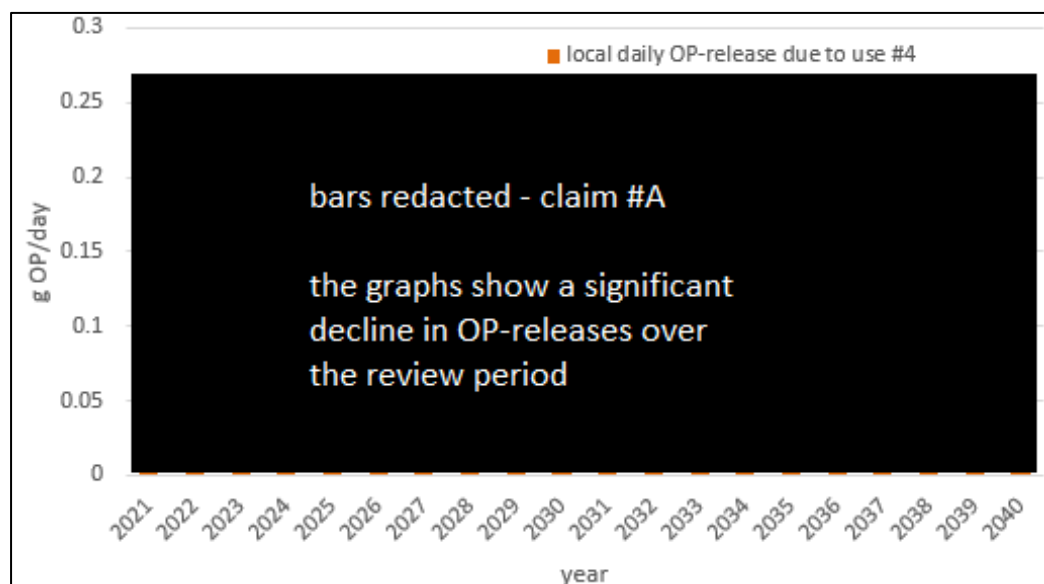 0.3
local daily OP-release due to use #4
0.25
0.2
0.15
0.1
0.05
0
g OP/day
bars redacted - claim #A
the graphs show a significant
decline in OP-releases over
the review period
2021 2022 2023 2024 2025 2026 2027 2028 2029 2030 2031 2032 2033 2034 2035 2036 2037 2038 2039 2040
year